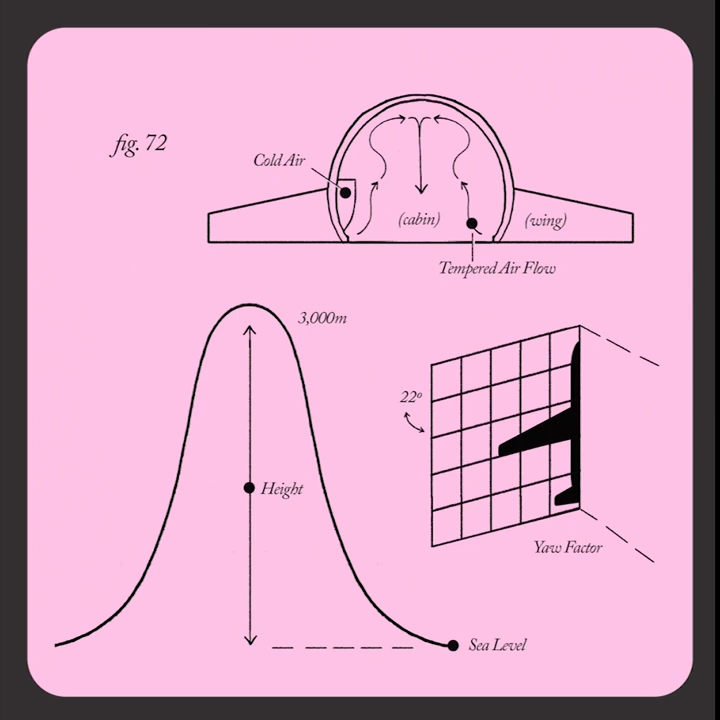 fig. 72
Cold Air
(cabin)
(wing)
Tempered Air Flow
3,000m
22º
Height
Yaw Factor
Sea Level